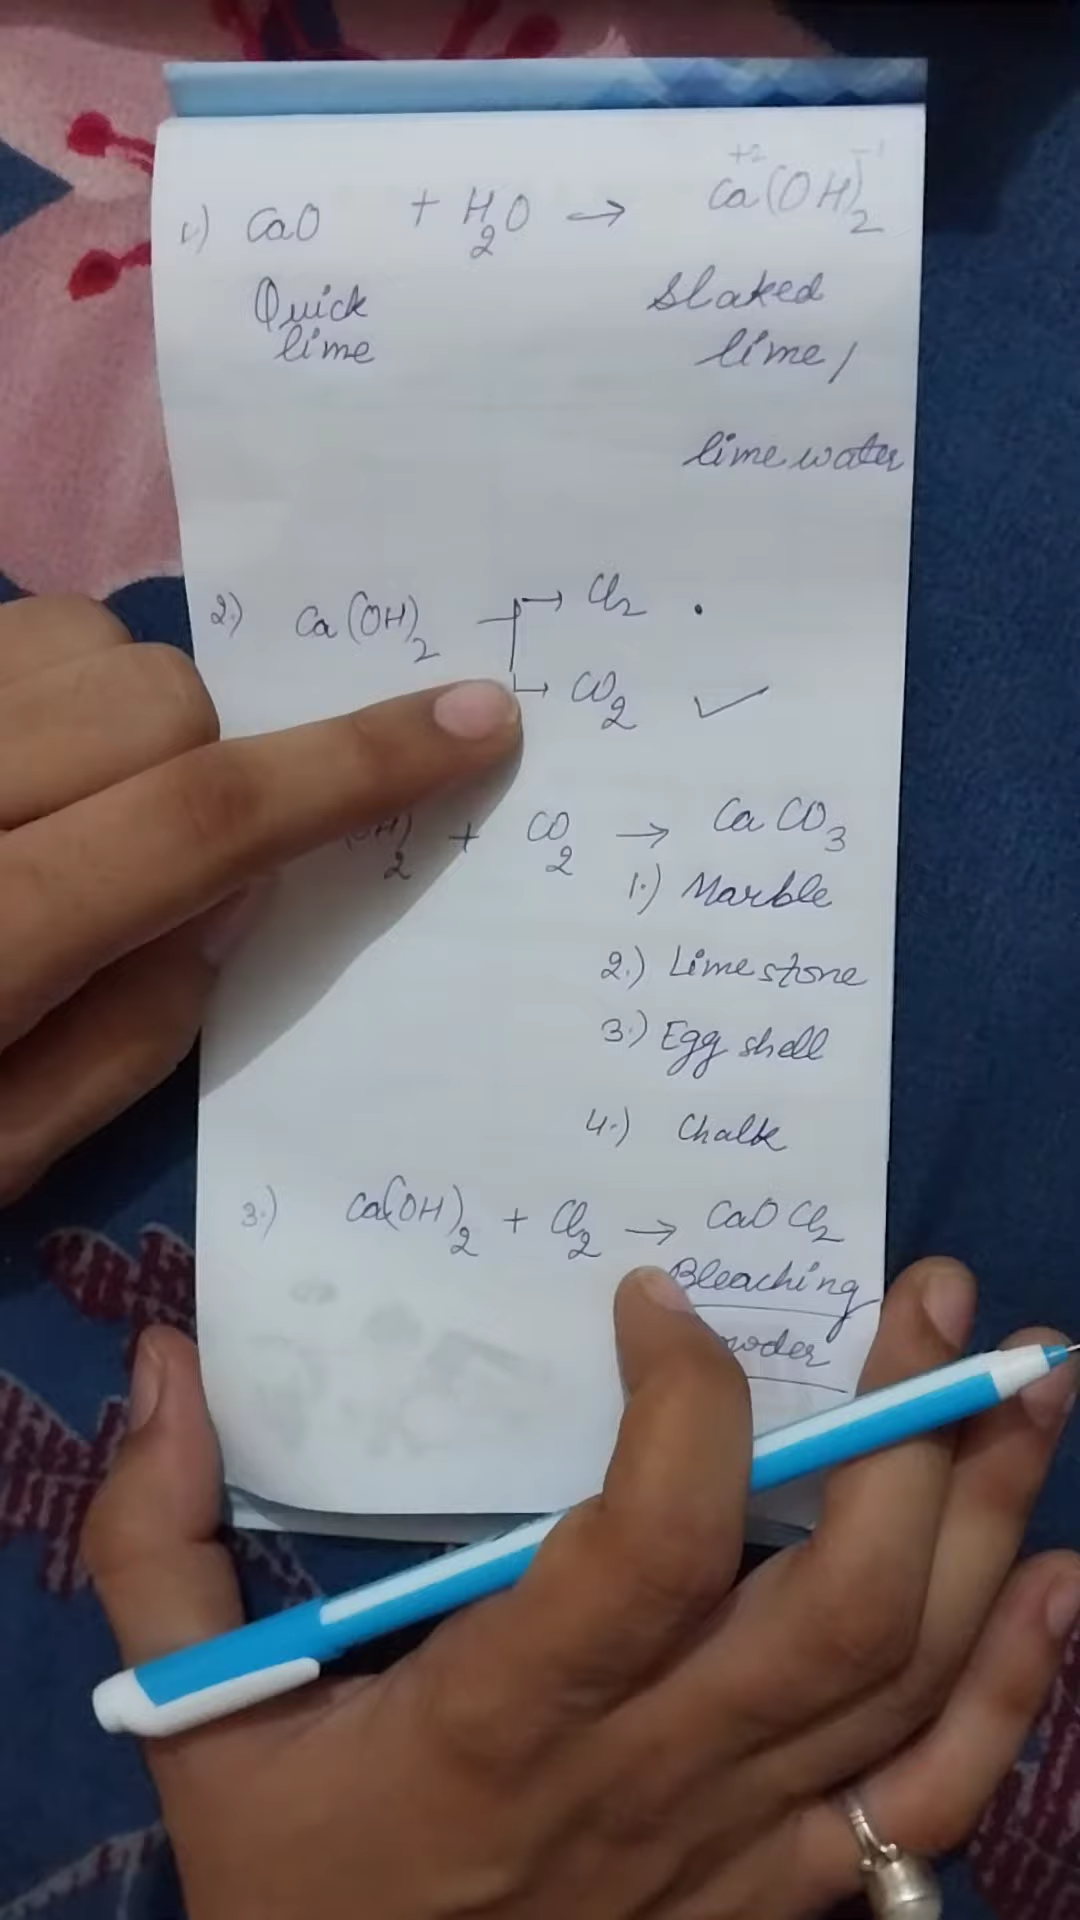 +2 -1
1.) CaO + H2O → Ca(OH)2
Quick Slaked
lime lime/
lime water
2.) Ca(OH)2 → Cl2 .
→ CO2 ✓
(OH)2 + CO2 → CaCO3
1.) Marble
2.) Limestone
3.) Egg shell
4.) Chalk
3.) Ca(OH)2 + Cl2 → CaOCl2
Bleaching